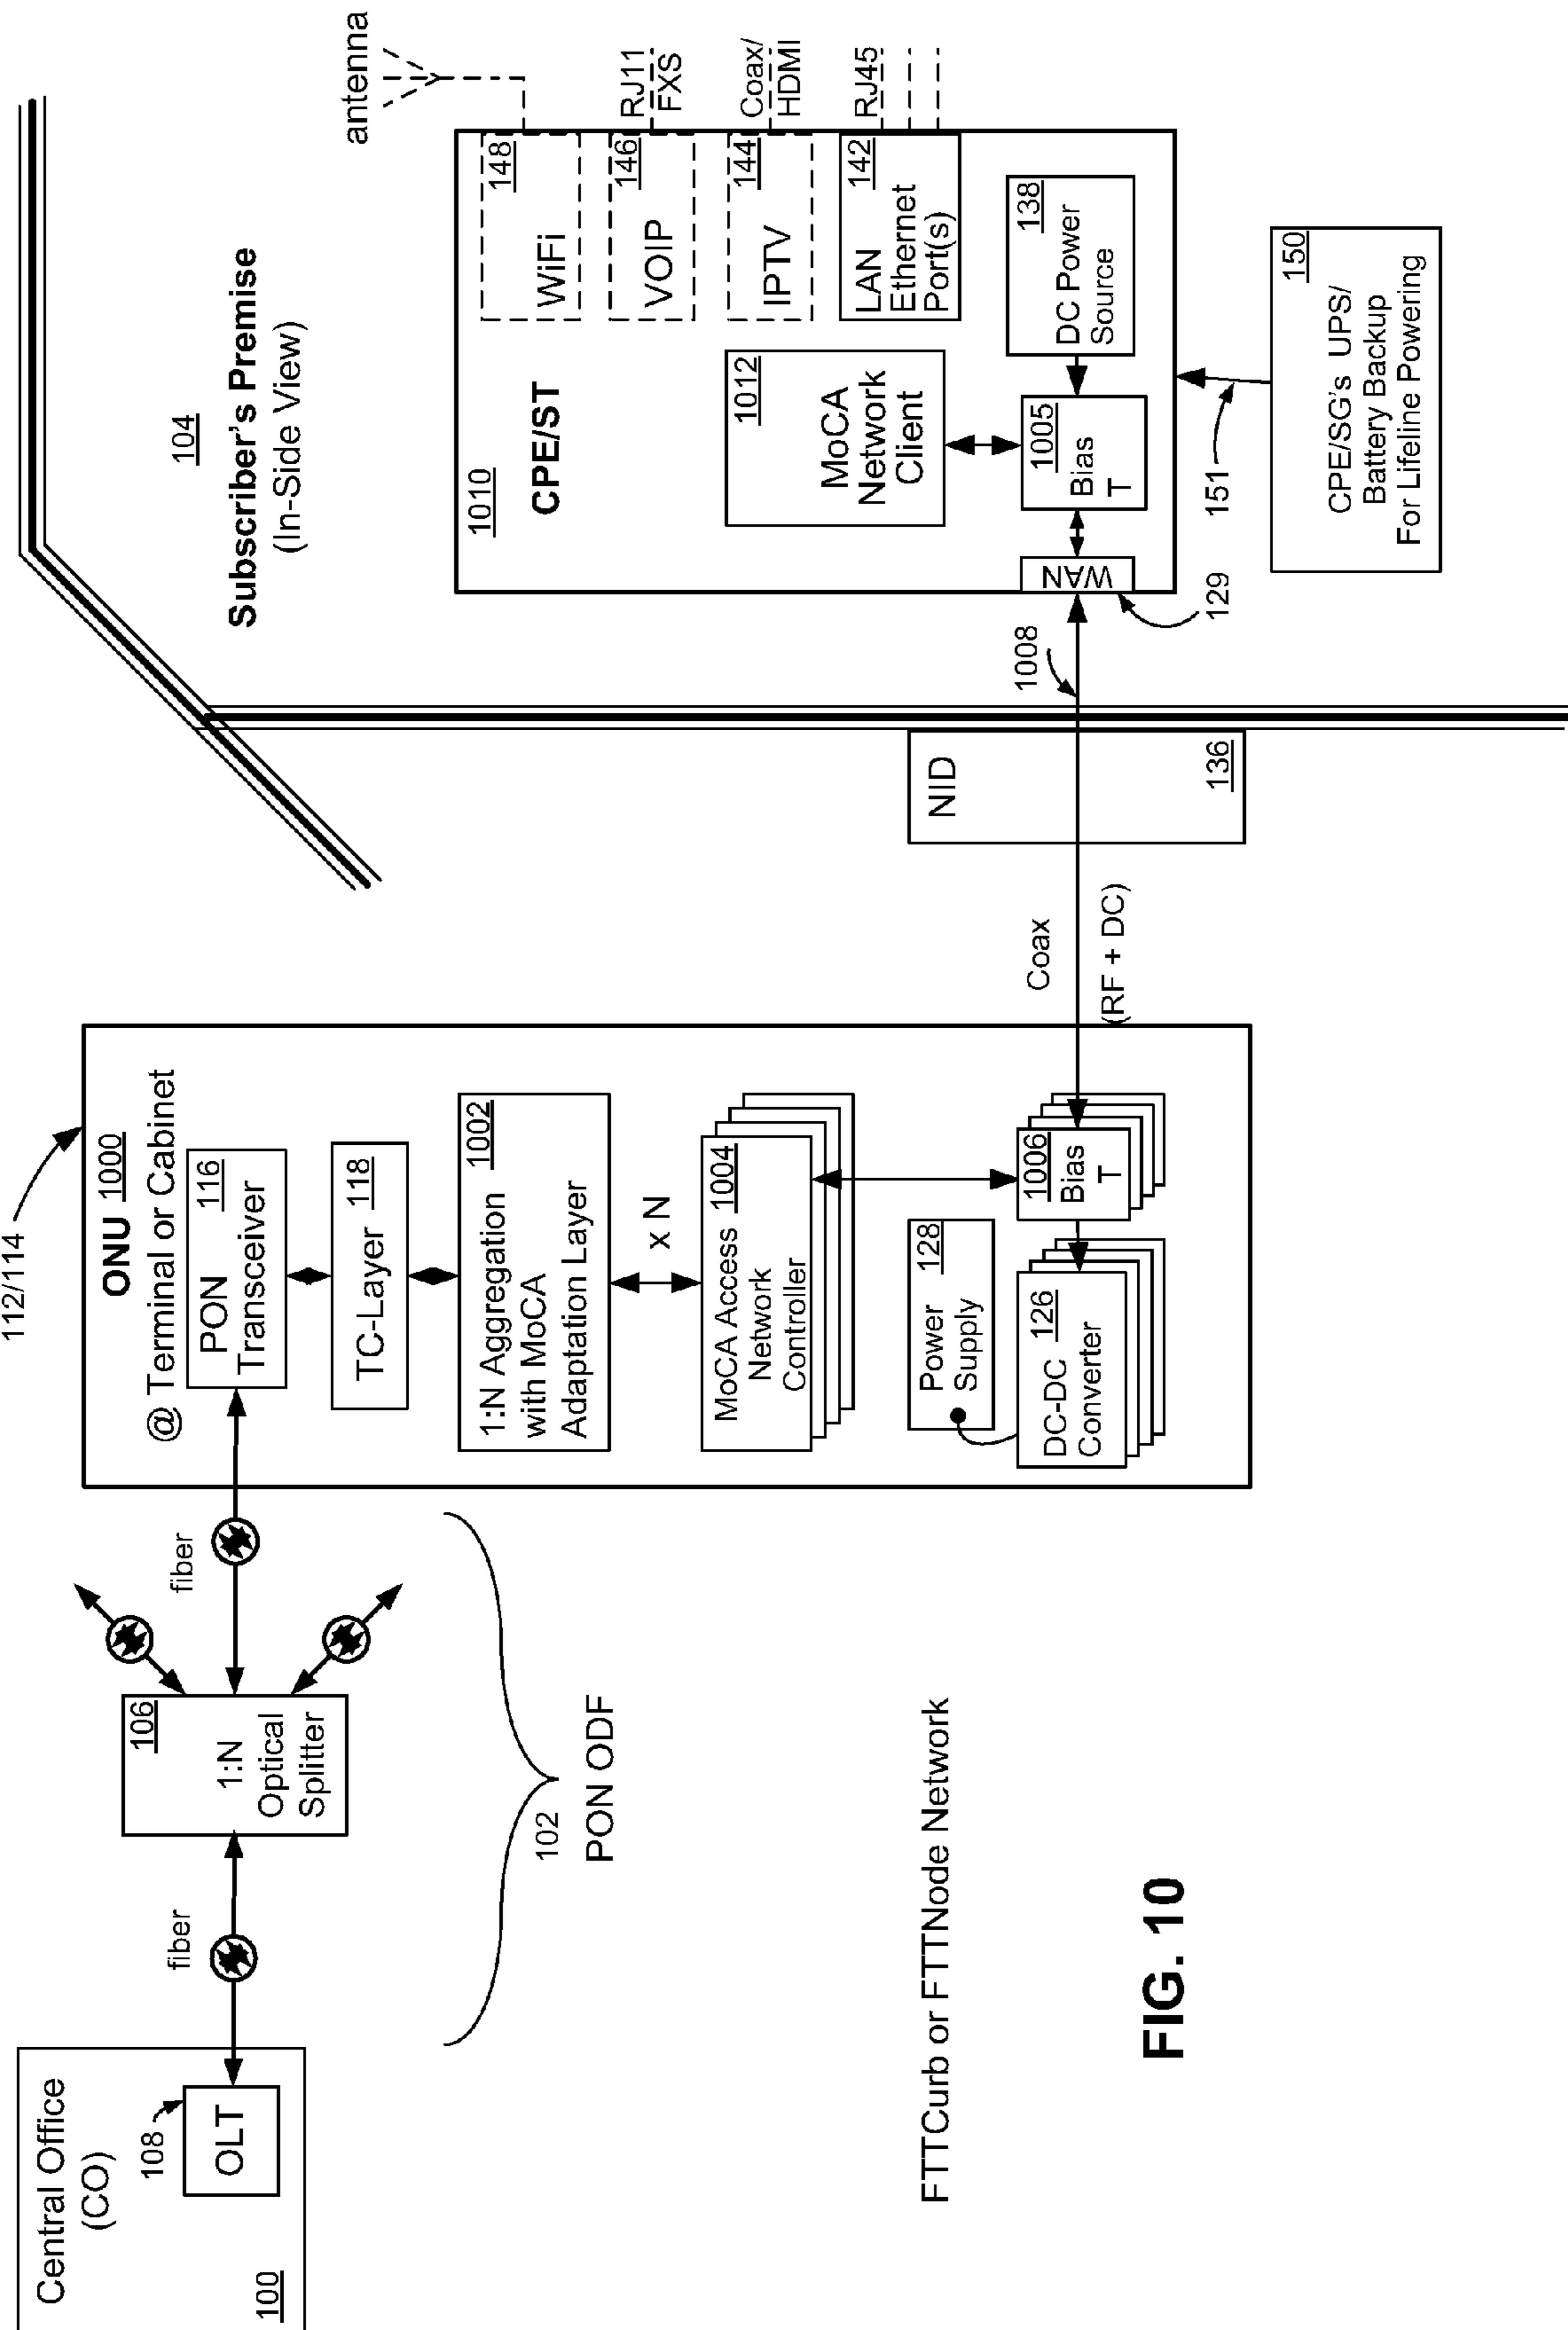 Central Office
(CO)
108
OLT
100
fiber
106
1:N
Optical
Splitter
fiber
102
PON ODF
112/114
ONU 1000
@ Terminal or Cabinet
PON 116
Transceiver
TC-Layer 118
1:N Aggregation 1002
with MoCA
Adaptation Layer
x N
MoCA Access 1004
Network
Controller
Power 128
Supply
DC-DC 126
Converter
1006
Bias
T
Coax
(RF + DC)
NID
136
1008
104
Subscriber's Premise
(In-Side View)
1010
CPE/ST
WAN
129
1012
MoCA
Network
Client
1005
Bias
T
138
DC Power
Source
148
WiFi
146
VOIP
144
IPTV
142
LAN
Ethernet
Port(s)
antenna
RJ11
FXS
Coax/
HDMI
RJ45
151
150
CPE/SG's UPS/
Battery Backup
For Lifeline Powering
FTTCurb or FTTNode Network
FIG. 10